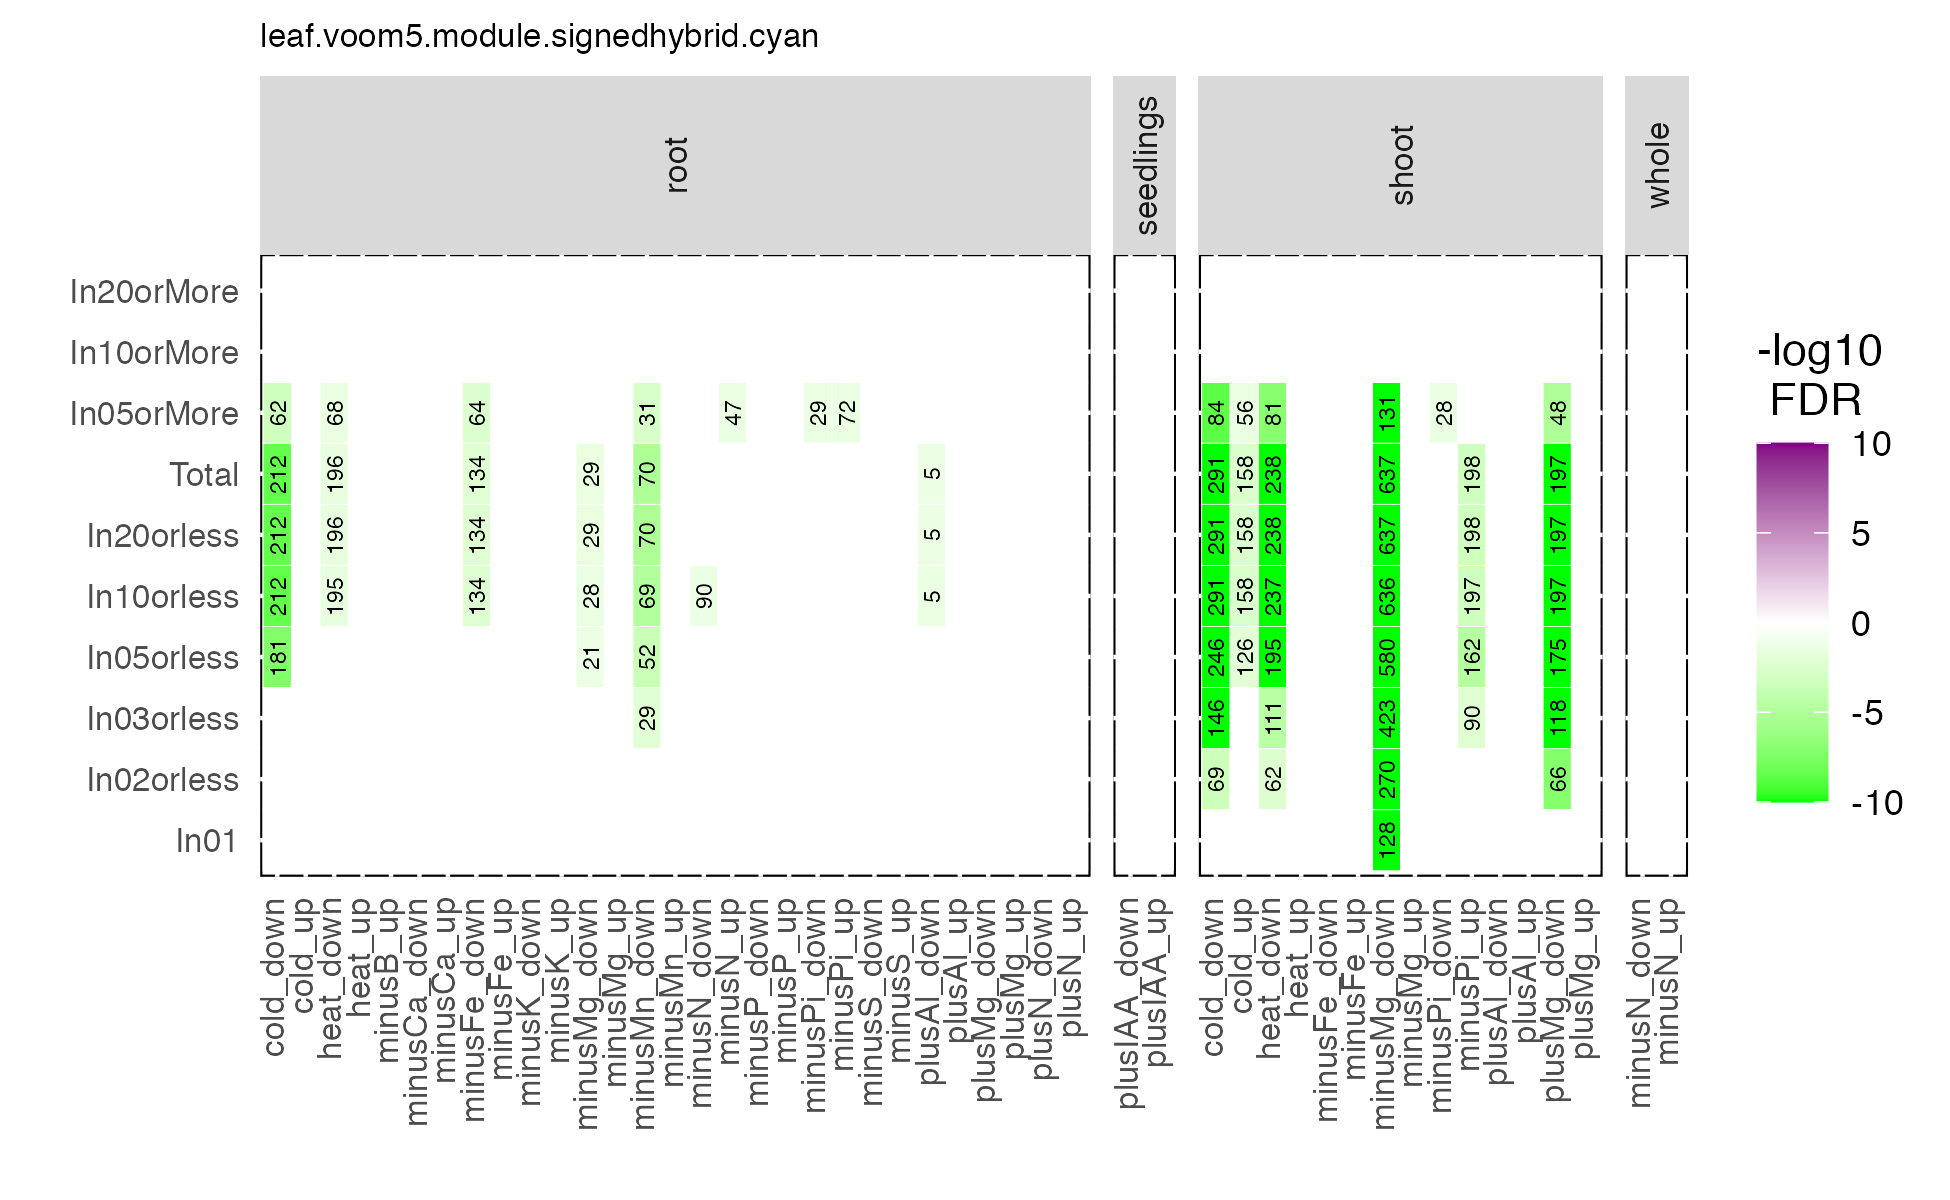 leaf.voom5.module.signedhybrid.cyan
root
seedlings
shoot
whole
In20orMore
In10orMore
In05orMore 62 68 64 31 47 29 72 84 56 81 131 28 48
Total 212 196 134 29 70 5 291 158 238 637 198 197
In20orless 212 196 134 29 70 5 291 158 238 637 198 197
In10orless 212 195 134 28 69 90 5 291 158 237 636 197 197
In05orless 181 21 52 246 126 195 580 162 175
In03orless 29 146 111 423 90 118
In02orless 69 62 270 66
In01 128
cold_down
cold_up
heat_down
heat_up
minusB_up
minusCa_down
minusCa_up
minusFe_down
minusFe_up
minusK_down
minusK_up
minusMg_down
minusMg_up
minusMn_down
minusMn_up
minusN_down
minusN_up
minusP_down
minusP_up
minusPi_down
minusPi_up
minusS_down
minusS_up
plusAl_down
plusAl_up
plusMg_down
plusMg_up
plusN_down
plusN_up
plusIAA_down
plusIAA_up
cold_down
cold_up
heat_down
heat_up
minusFe_down
minusFe_up
minusMg_down
minusMg_up
minusPi_down
minusPi_up
plusAl_down
plusAl_up
plusMg_down
plusMg_up
minusN_down
minusN_up
-log10
FDR
10
5
0
-5
-10